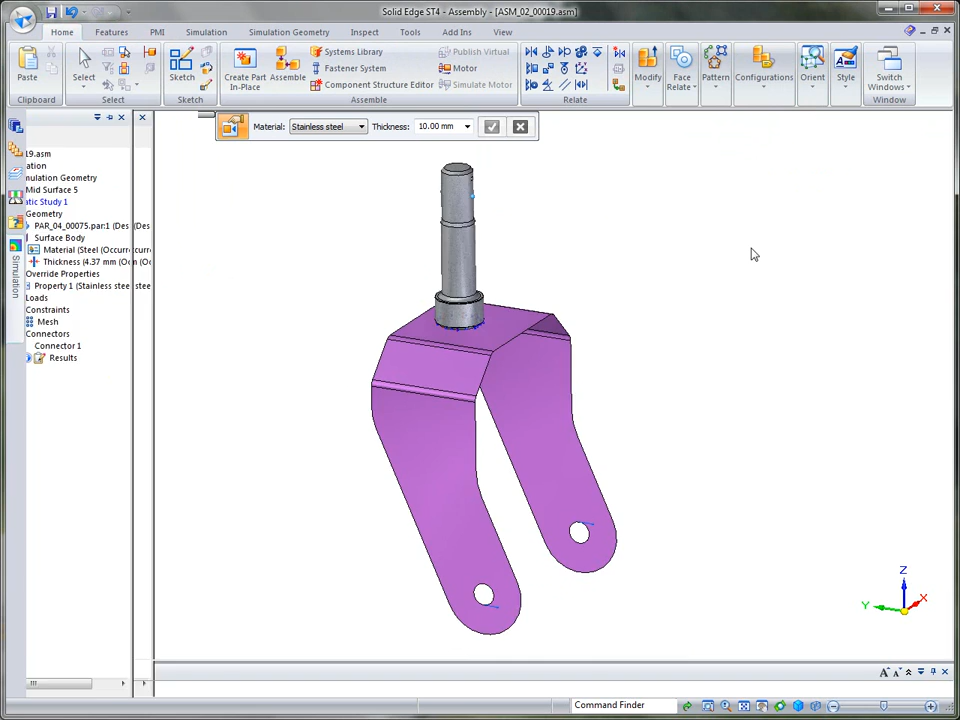 Solid Edge ST4 - Assembly - [ASM_02_00019.asm]
Home Features PMI Simulation Simulation Geometry Inspect Tools Add Ins View
Paste
Clipboard
Select
Select
Sketch
Sketch
Create Part In-Place
Assemble
Systems Library
Fastener System
Component Structure Editor
Publish Virtual
Motor
Simulate Motor
Assemble
Relate
Modify
Face Relate
Pattern
Configurations
Orient
Style
Switch Windows
Window
Material: Stainless steel Thickness: 10.00 mm
19.asm
ation
ulation Geometry
Mid Surface 5
atic Study 1
Geometry
PAR_04_00075.par:1 (Des
Surface Body
Material (Steel (Occurr
Thickness (4.37 mm (O
Override Properties
Property 1 (Stainless stee
Loads
Constraints
Mesh
Connectors
Connector 1
Results
Simulation
Z
Y
X
Command Finder